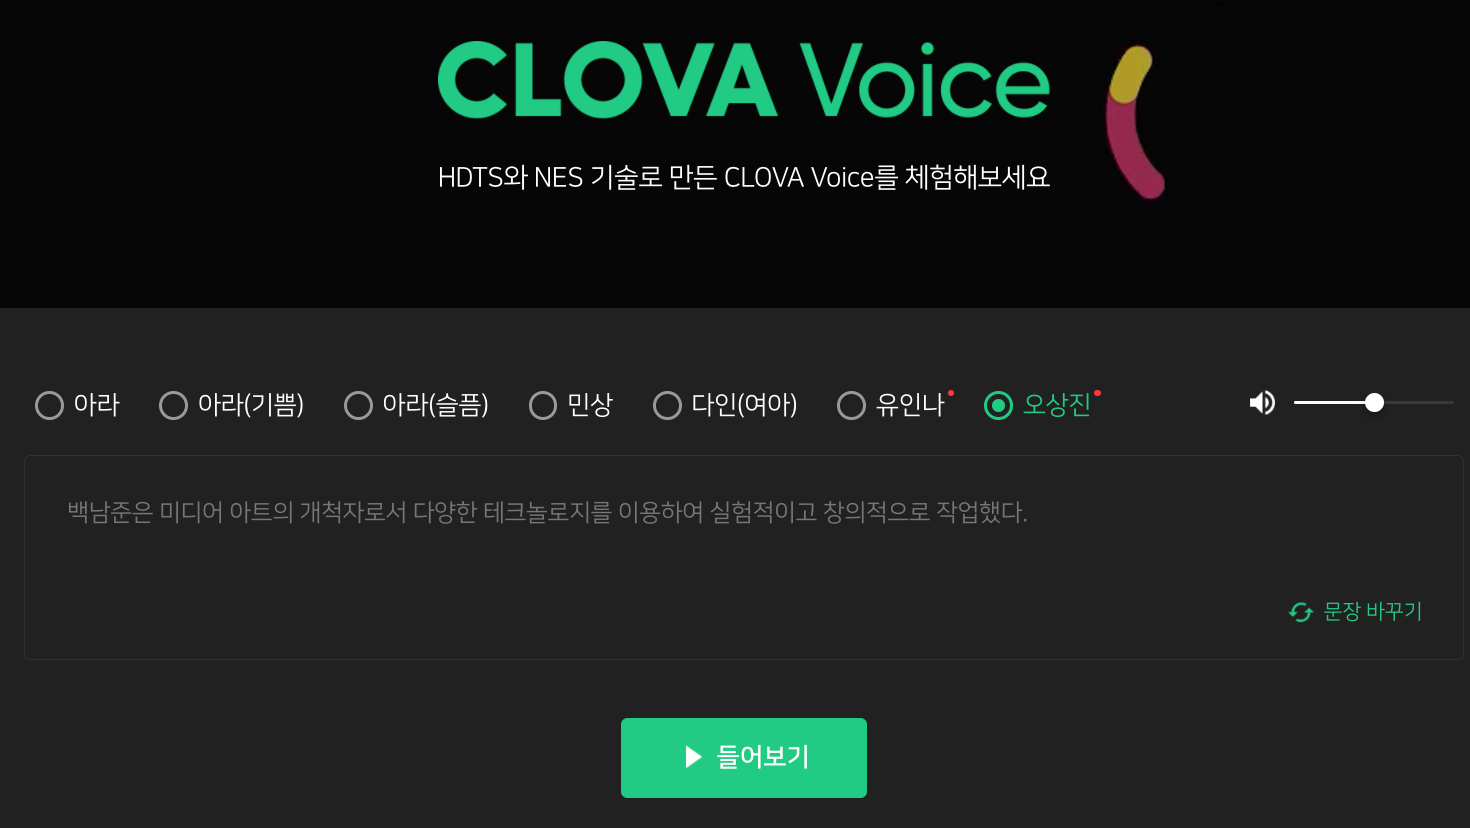 CLOVA Voice
HDTS와 NES 기술로 만든 CLOVA Voice를 체험해보세요
아라 아라(기쁨) 아라(슬픔) 민상 다인(여아) 유인나 오상진
백남준은 미디어 아트의 개척자로서 다양한 테크놀로지를 이용하여 실험적이고 창의적으로 작업했다.
문장 바꾸기
들어보기